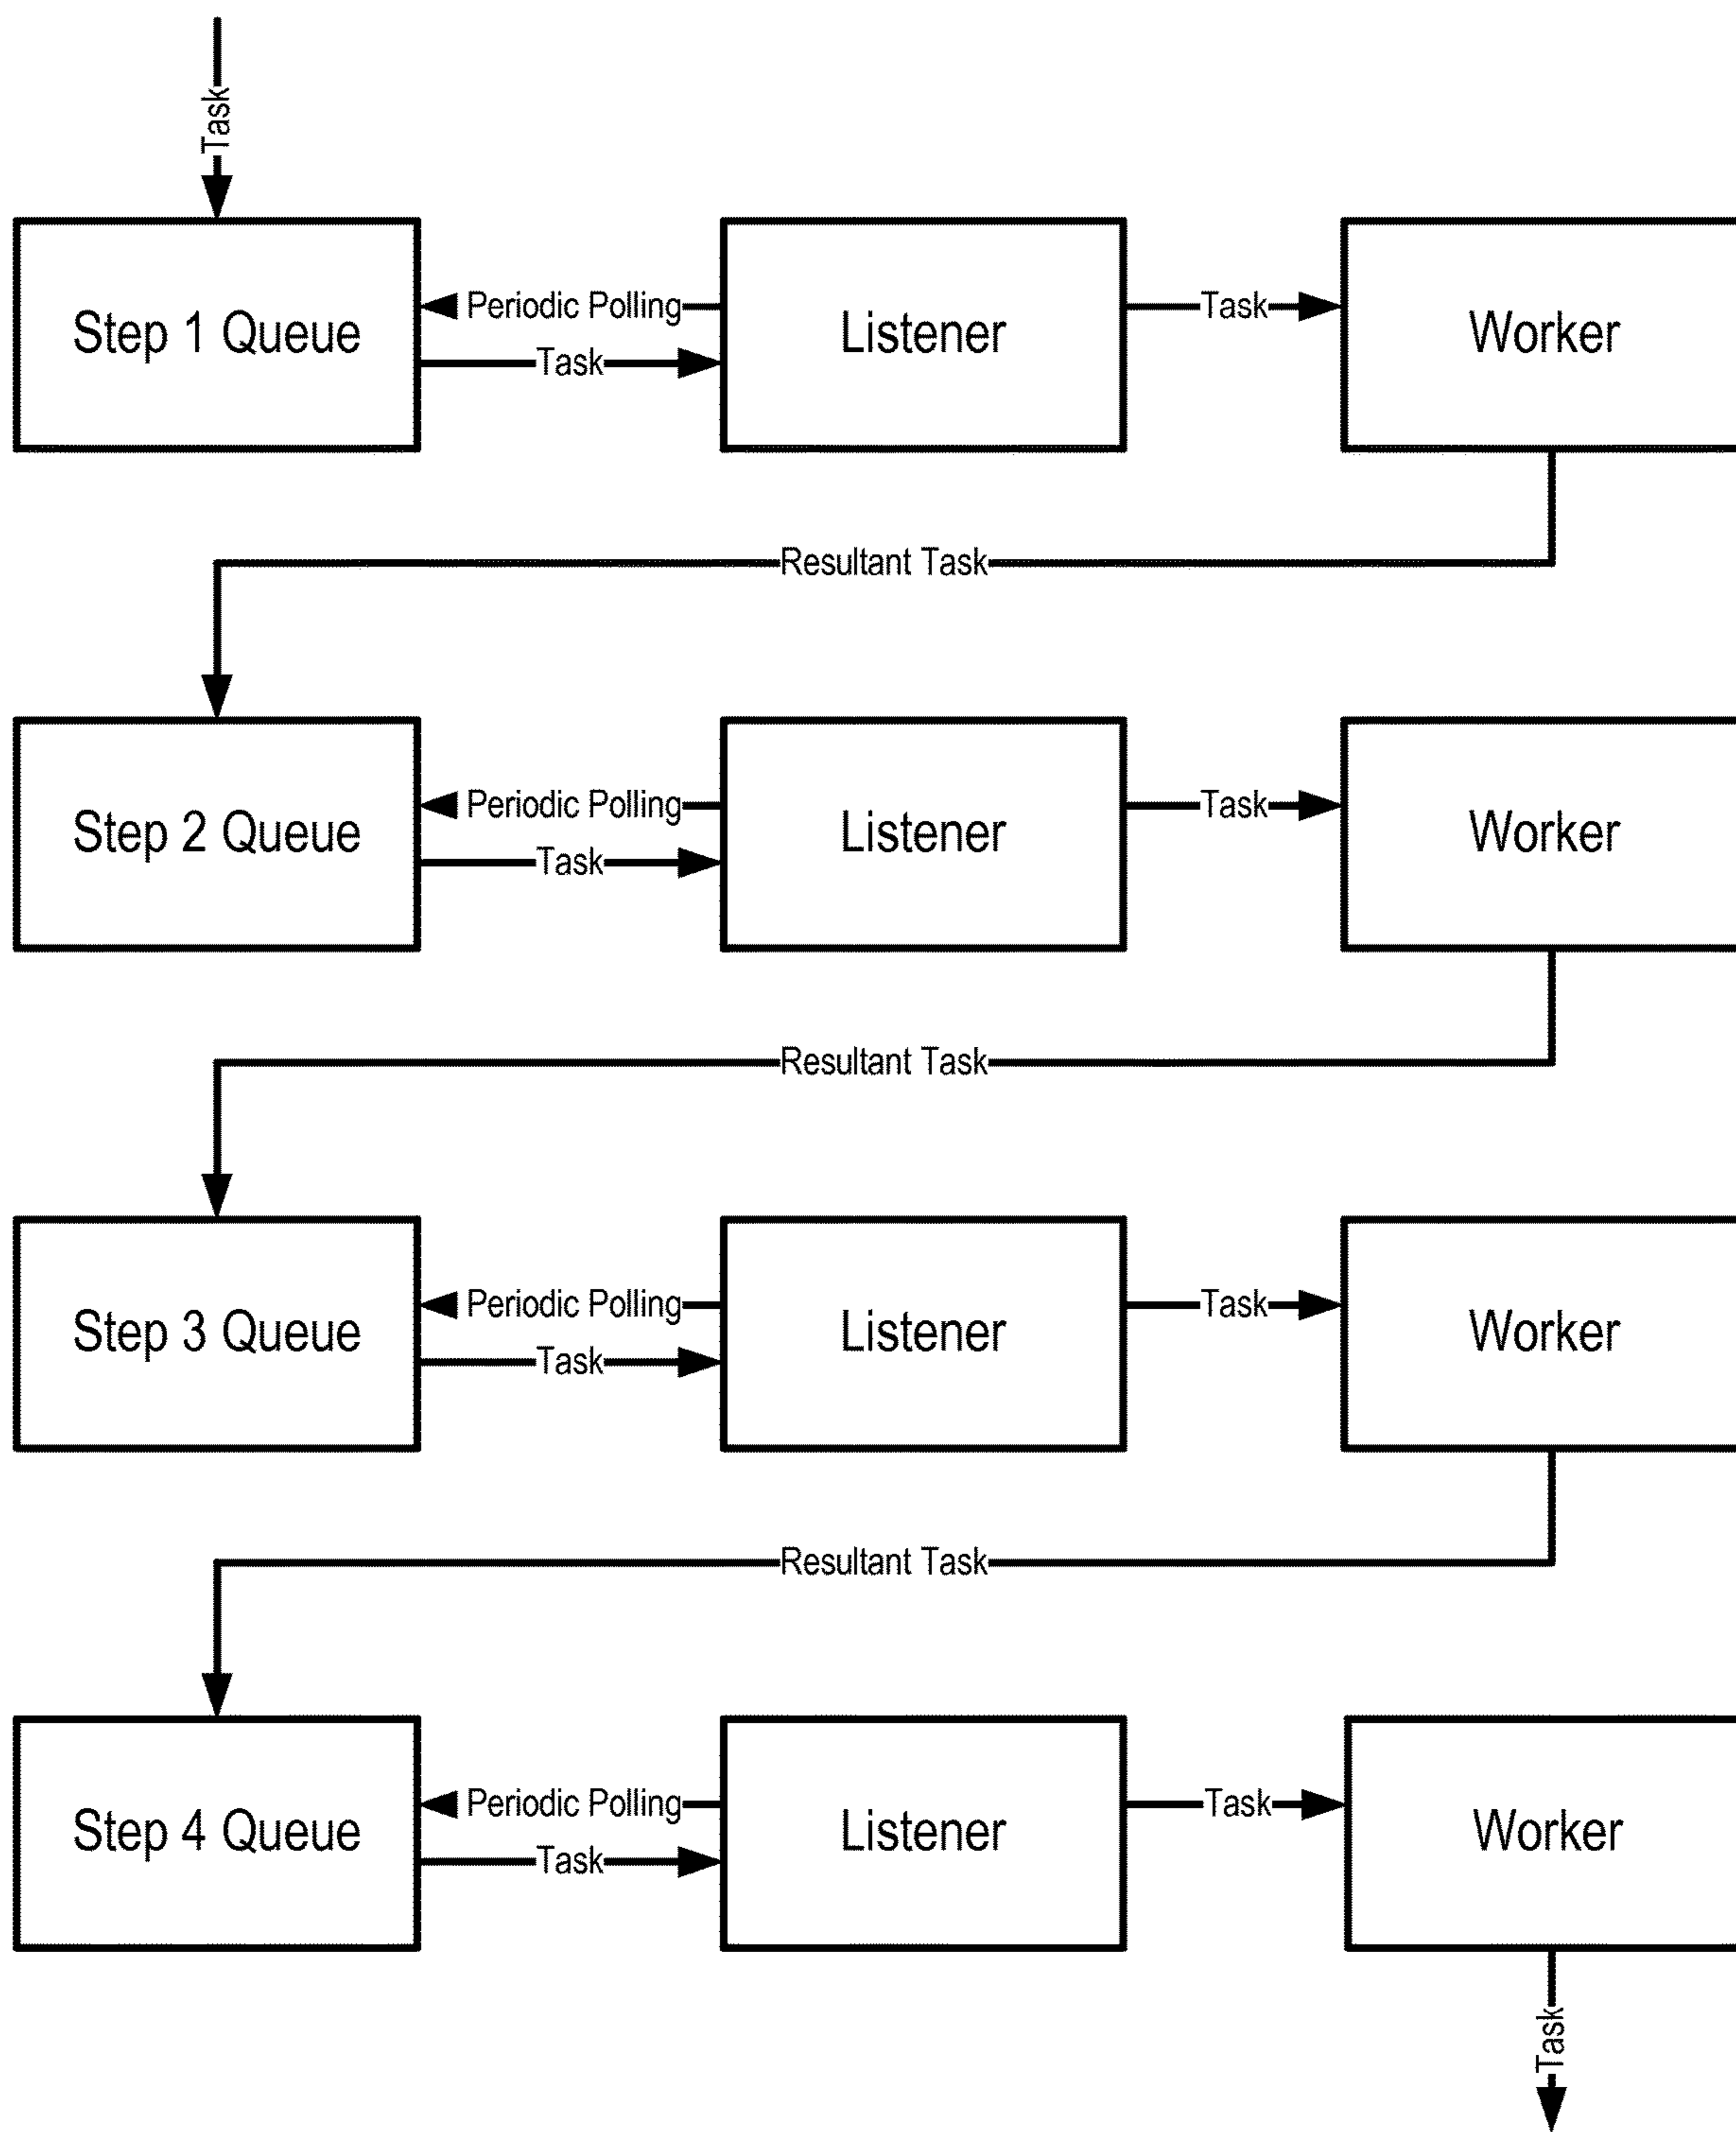 Task
Step 1 Queue
Periodic Polling
Task
Listener
Task
Worker
Resultant Task
Step 2 Queue
Periodic Polling
Task
Listener
Task
Worker
Resultant Task
Step 3 Queue
Periodic Polling
Task
Listener
Task
Worker
Resultant Task
Step 4 Queue
Periodic Polling
Task
Listener
Task
Worker
Task